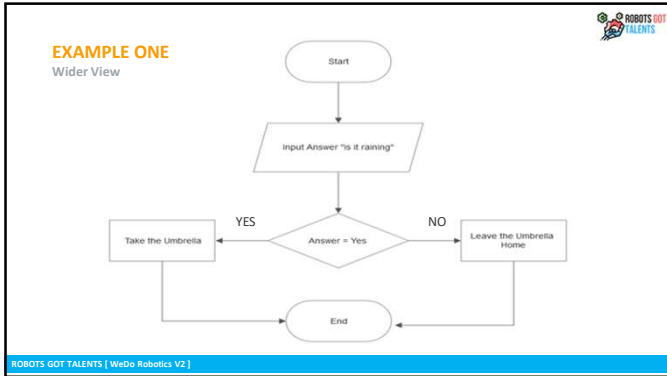 ROBOTS GOT
TALENTS
EXAMPLE ONE
Wider View
Start
Input Answer "is it raining"
YES
NO
Take the Umbrella
Answer = Yes
Leave the Umbrella
Home
End
ROBOTS GOT TALENTS [ WeDo Robotics V2 ]